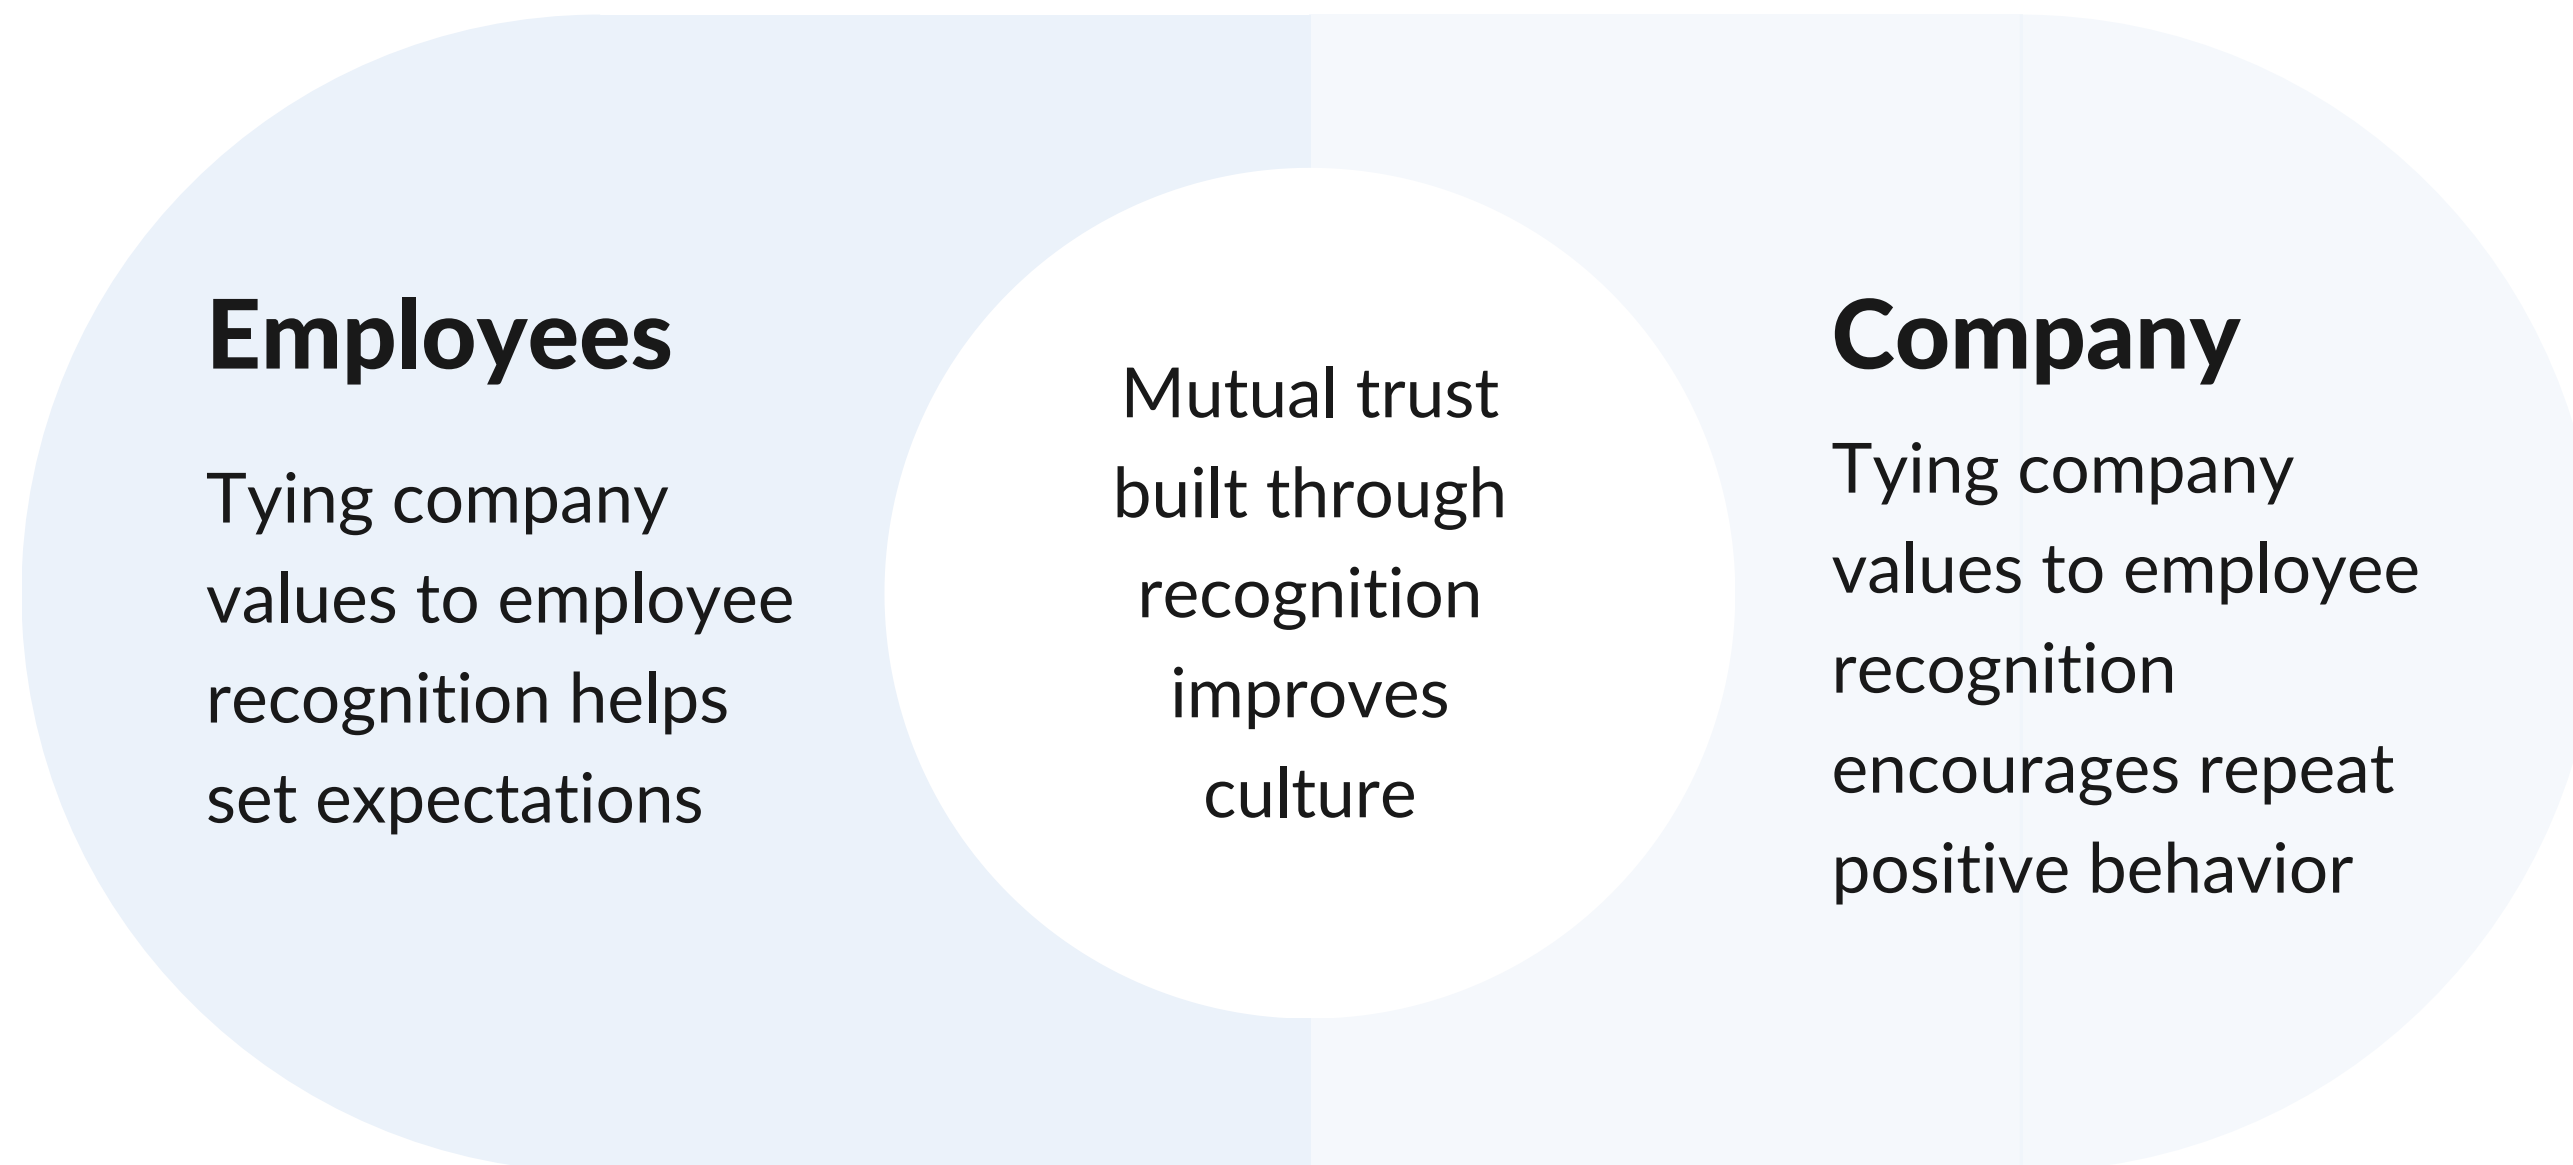 Employees
Tying company
values to employee
recognition helps
set expectations
Mutual trust
built through
recognition
improves
culture
Company
Tying company
values to employee
recognition
encourages repeat
positive behavior